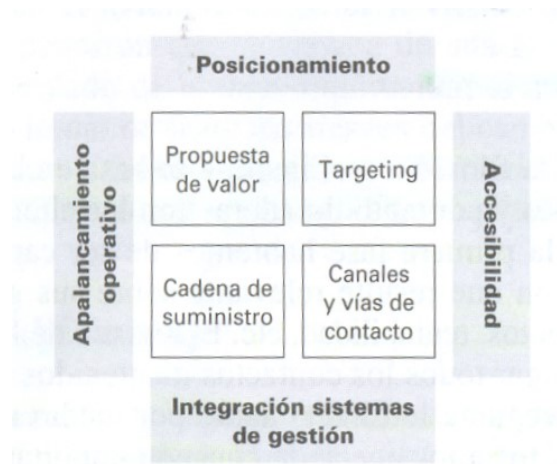 Posicionamiento
Apalancamiento
operativo
Propuesta
de valor
Targeting
Accesibilidad
Cadena de
suministro
Canales
y vías de
contacto
Integración sistemas
de gestión